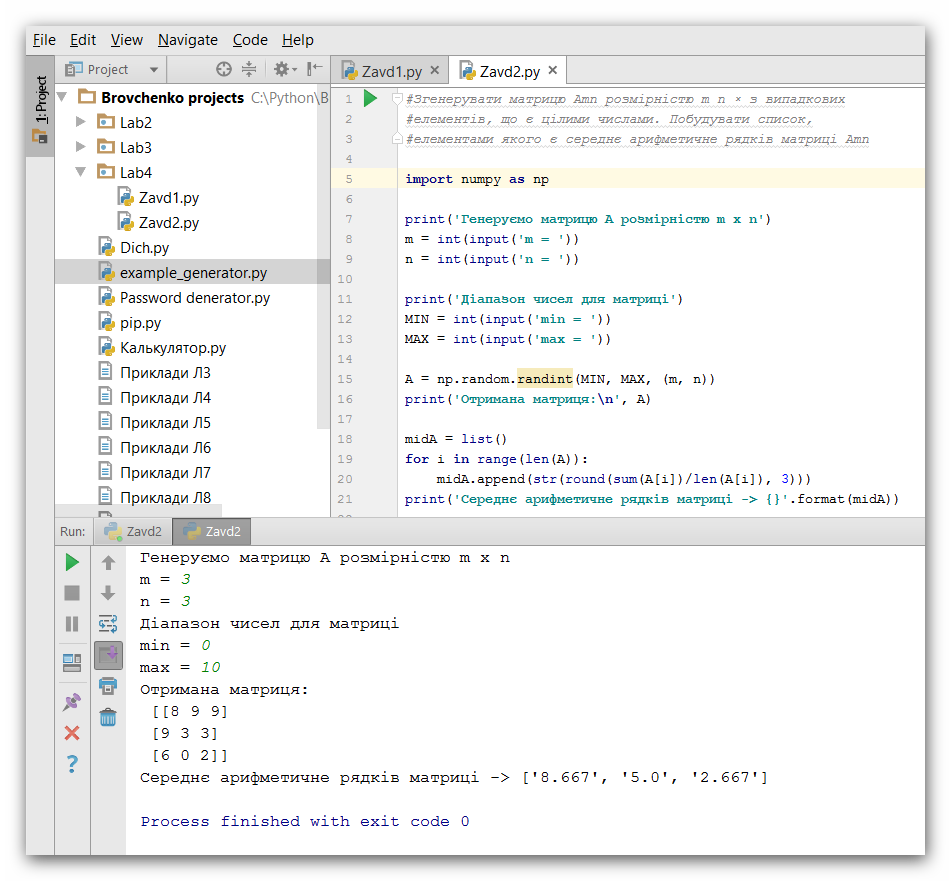 File Edit View Navigate Code Help
1: Project
Project
Brovchenko projects C:\Python\B
Lab2
Lab3
Lab4
Zavd1.py
Zavd2.py
Dich.py
example_generator.py
Password denerator.py
pip.py
Калькулятор.py
Приклади Л3
Приклади Л4
Приклади Л5
Приклади Л6
Приклади Л7
Приклади Л8
Zavd1.py Zavd2.py
1 #Згенерувати матрицю Amn розмірністю m n × з випадкових
2 #елементів, що є цілими числами. Побудувати список,
3 #елементами якого є середнє арифметичне рядків матриці Amn
4
5 import numpy as np
6
7 print('Генеруємо матрицю А розмірністю m x n')
8 m = int(input('m = '))
9 n = int(input('n = '))
10
11 print('Діапазон чисел для матриці')
12 MIN = int(input('min = '))
13 MAX = int(input('max = '))
14
15 A = np.random.randint(MIN, MAX, (m, n))
16 print('Отримана матриця:\n', A)
17
18 midA = list()
19 for i in range(len(A)):
20 midA.append(str(round(sum(A[i])/len(A[i]), 3)))
21 print('Середнє арифметичне рядків матриці -> {}'.format(midA))
Run: Zavd2 Zavd2
Генеруємо матрицю А розмірністю m x n
m = 3
n = 3
Діапазон чисел для матриці
min = 0
max = 10
Отримана матриця:
[[8 9 9]
[9 3 3]
[6 0 2]]
Середнє арифметичне рядків матриці -> ['8.667', '5.0', '2.667']
Process finished with exit code 0